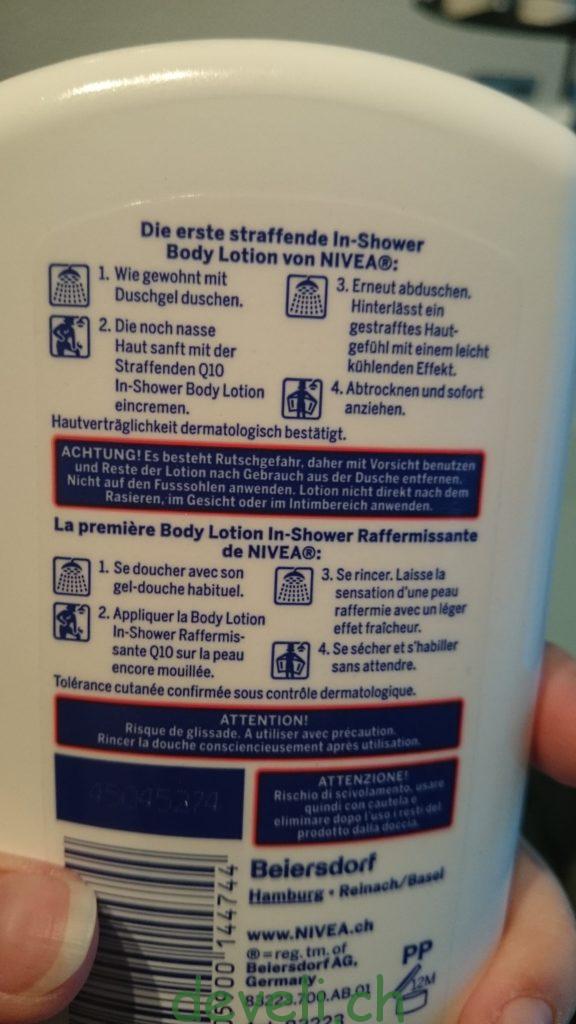 Die erste straffende In-Shower
Body Lotion von NIVEA®:
1. Wie gewohnt mit
Duschgel duschen.
2. Die noch nasse
Haut sanft mit der
Straffenden Q10
In-Shower Body Lotion
eincremen.
3. Erneut abduschen.
Hinterlässt ein
gestrafftes Haut-
gefühl mit einem leicht
kühlenden Effekt.
4. Abtrocknen und sofort
anziehen.
Hautverträglichkeit dermatologisch bestätigt.
ACHTUNG! Es besteht Rutschgefahr, daher mit Vorsicht benutzen
und Reste der Lotion nach Gebrauch aus der Dusche entfernen.
Nicht auf den Fusssohlen anwenden. Lotion nicht direkt nach dem
Rasieren, im Gesicht oder im Intimbereich anwenden.
La première Body Lotion In-Shower Raffermissante
de NIVEA®:
1. Se doucher avec son
gel-douche habituel.
2. Appliquer la Body Lotion
In-Shower Raffermis-
sante Q10 sur la peau
encore mouillée.
3. Se rincer. Laisse la
sensation d'une peau
raffermie avec un léger
effet fraîcheur.
4. Se sécher et s'habiller
sans attendre.
Tolérance cutanée confirmée sous contrôle dermatologique.
ATTENTION!
Risque de glissade. A utiliser avec précaution.
Rincer la douche consciencieusement après utilisation.
ATTENZIONE!
Rischio di scivolamento, usare
quindi con cautela e
eliminare dopo l'uso i resti del
prodotto dalla doccia.
Beiersdorf
Hamburg • Reinach/Basel
www.NIVEA.ch
®=reg. tm. of
Beiersdorf AG,
Germany
83223.700.AB.01
PP
12M
develi.ch